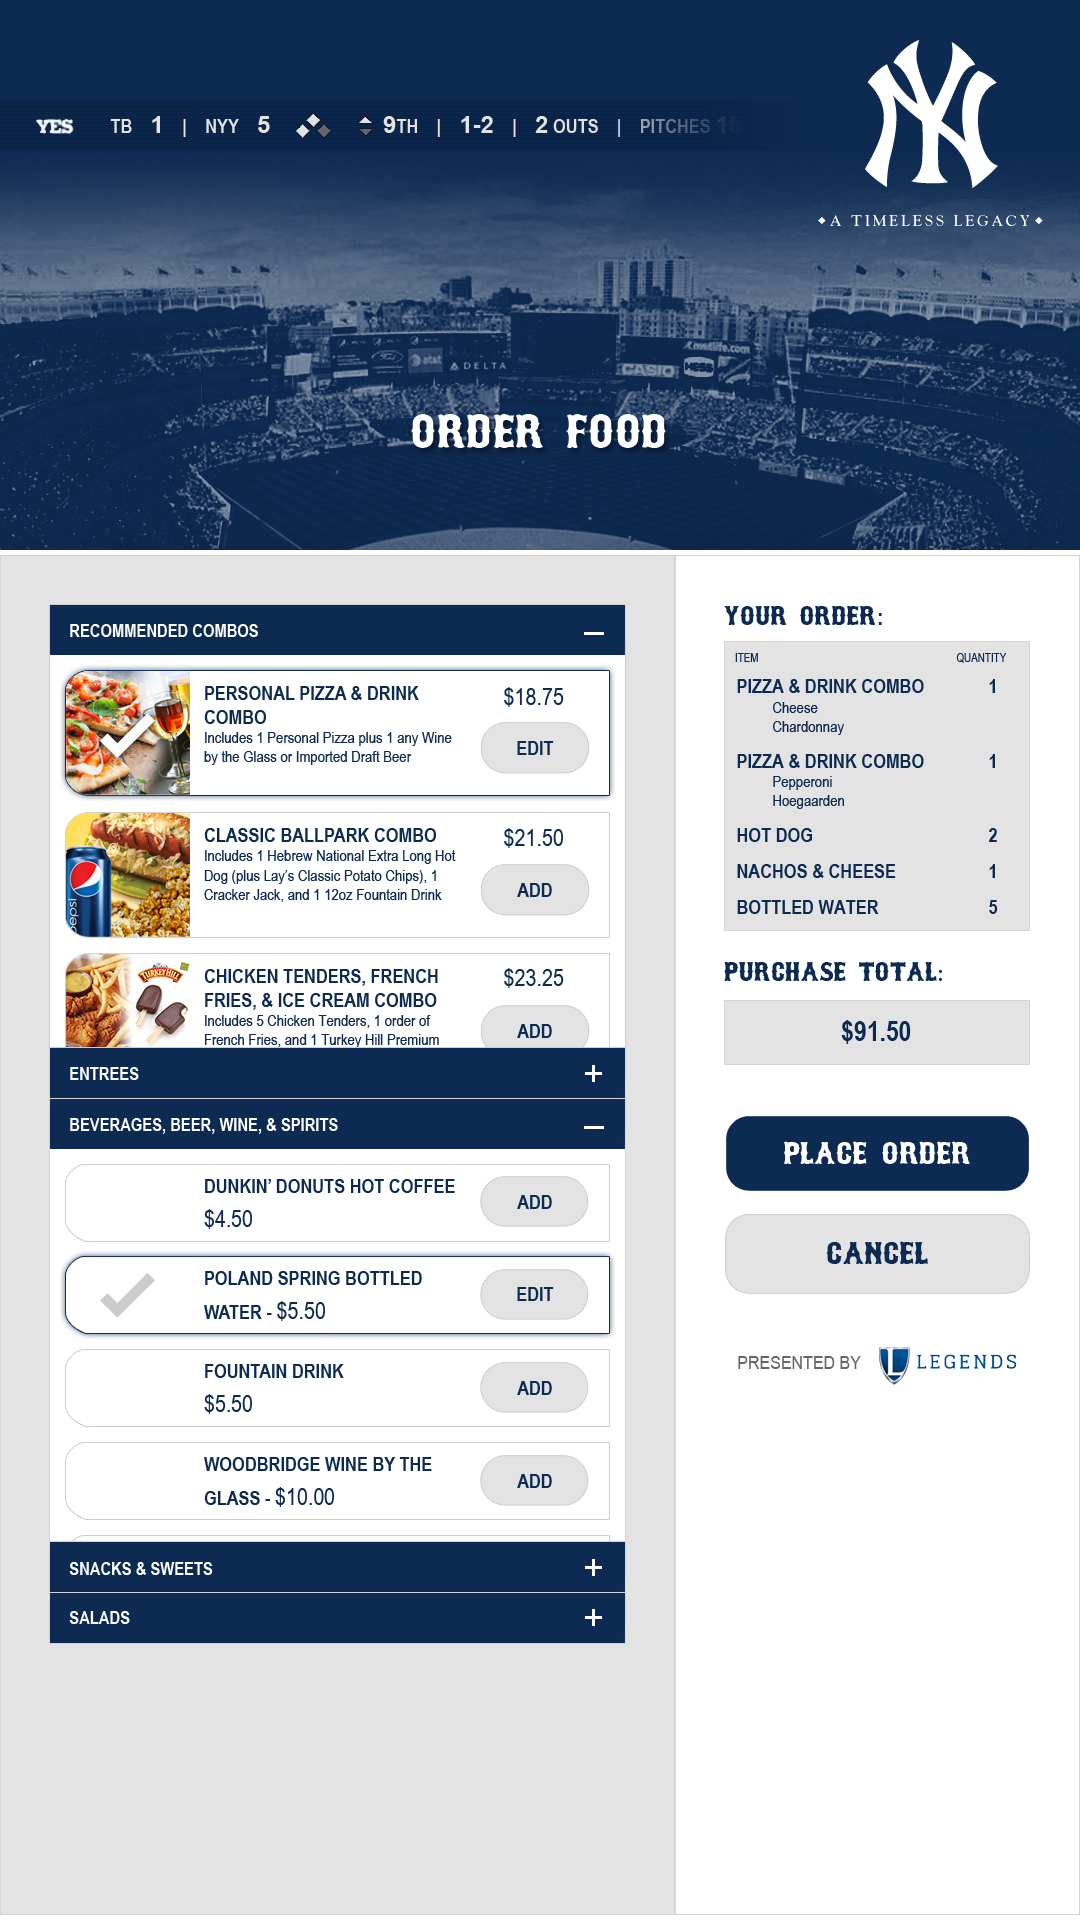 YES TB 1 | NYY 5 9TH | 1-2 | 2 OUTS | PITCHES
NY
A TIMELESS LEGACY
metlife.com
at&t
DELTA
CASIO
ORDER FOOD
RECOMMENDED COMBOS
PERSONAL PIZZA & DRINK
COMBO
Includes 1 Personal Pizza plus 1 any Wine
by the Glass or Imported Draft Beer
$18.75
EDIT
CLASSIC BALLPARK COMBO
Includes 1 Hebrew National Extra Long Hot
Dog (plus Lay's Classic Potato Chips), 1
Cracker Jack, and 1 12oz Fountain Drink
$21.50
ADD
pepsi
TURKEY HILL
CHICKEN TENDERS, FRENCH
FRIES, & ICE CREAM COMBO
Includes 5 Chicken Tenders, 1 order of
French Fries, and 1 Turkey Hill Premium
$23.25
ADD
ENTREES
BEVERAGES, BEER, WINE, & SPIRITS
DUNKIN' DONUTS HOT COFFEE
$4.50
ADD
POLAND SPRING BOTTLED
WATER - $5.50
EDIT
FOUNTAIN DRINK
$5.50
ADD
WOODBRIDGE WINE BY THE
GLASS - $10.00
ADD
SNACKS & SWEETS
SALADS
YOUR ORDER:
ITEM QUANTITY
PIZZA & DRINK COMBO 1
Cheese
Chardonnay
PIZZA & DRINK COMBO 1
Pepperoni
Hoegaarden
HOT DOG 2
NACHOS & CHEESE 1
BOTTLED WATER 5
PURCHASE TOTAL:
$91.50
PLACE ORDER
CANCEL
PRESENTED BY LEGENDS